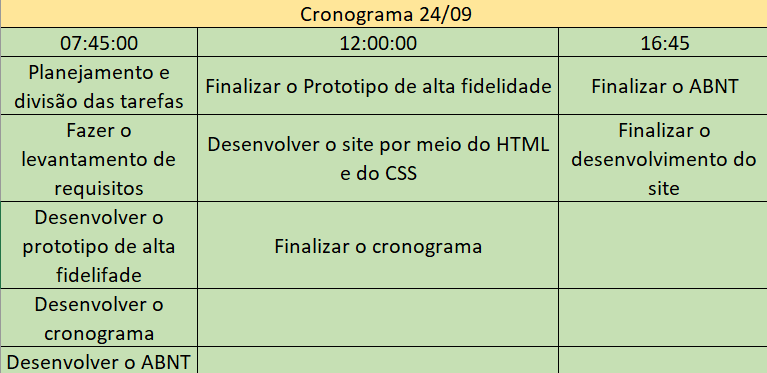 Cronograma 24/09
07:45:00 12:00:00 16:45
Planejamento e
divisão das tarefas
Finalizar o Prototipo de alta fidelidade
Finalizar o ABNT
Fazer o
levantamento de
requisitos
Desenvolver o site por meio do HTML
e do CSS
Finalizar o
desenvolvimento do
site
Desenvolver o
prototipo de alta
fidelifade
Finalizar o cronograma
Desenvolver o
cronograma
Desenvolver o ABNT